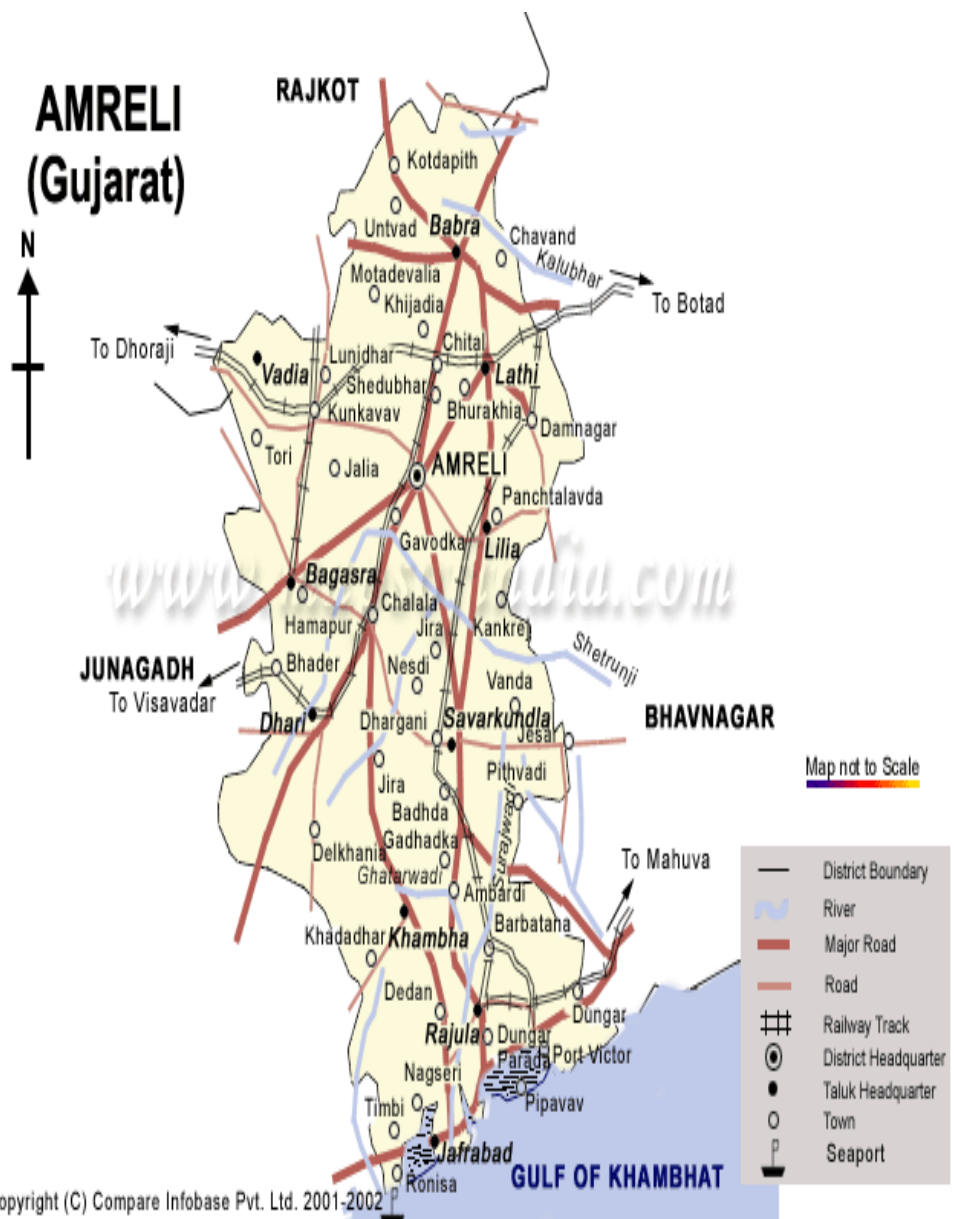 AMRELI
(Gujarat)
RAJKOT
N
Kotdapith
Untvad
Babra
Chavand
Kalubhar
Motadevalia
To Botad
Khijadia
To Dhoraji
Chital
Vadia
Lunidhar
Lathi
Shedubhar
Kunkavav
Bhurakhia
Damnagar
Tori
Jalia
AMRELI
Panchtalavda
Gavodka
Lilia
Bagasra
Chalala
Hamapur
Jira
Kankrej
Shetrunji
JUNAGADH
Bhader
Nesdi
To Visavadar
Vanda
Dhari
Dhargani
Savarkundla
BHAVNAGAR
Jesar
Pithvadi
Map not to Scale
Jira
Badhda
Surajwadi
Gadhadka
Delkhania
Ghatarwadi
To Mahuva
Ambardi
Barbatana
Khadadhar
Khambha
Dedan
Dungar
Rajula
Dungar
Parada
Port Victor
Nagseri
Pipavav
Timbi
Jafrabad
Ronisa
GULF OF KHAMBHAT
District Boundary
River
Major Road
Road
Railway Track
District Headquarter
Taluk Headquarter
Town
Seaport
opyright (C) Compare Infobase Pvt. Ltd. 2001-2002